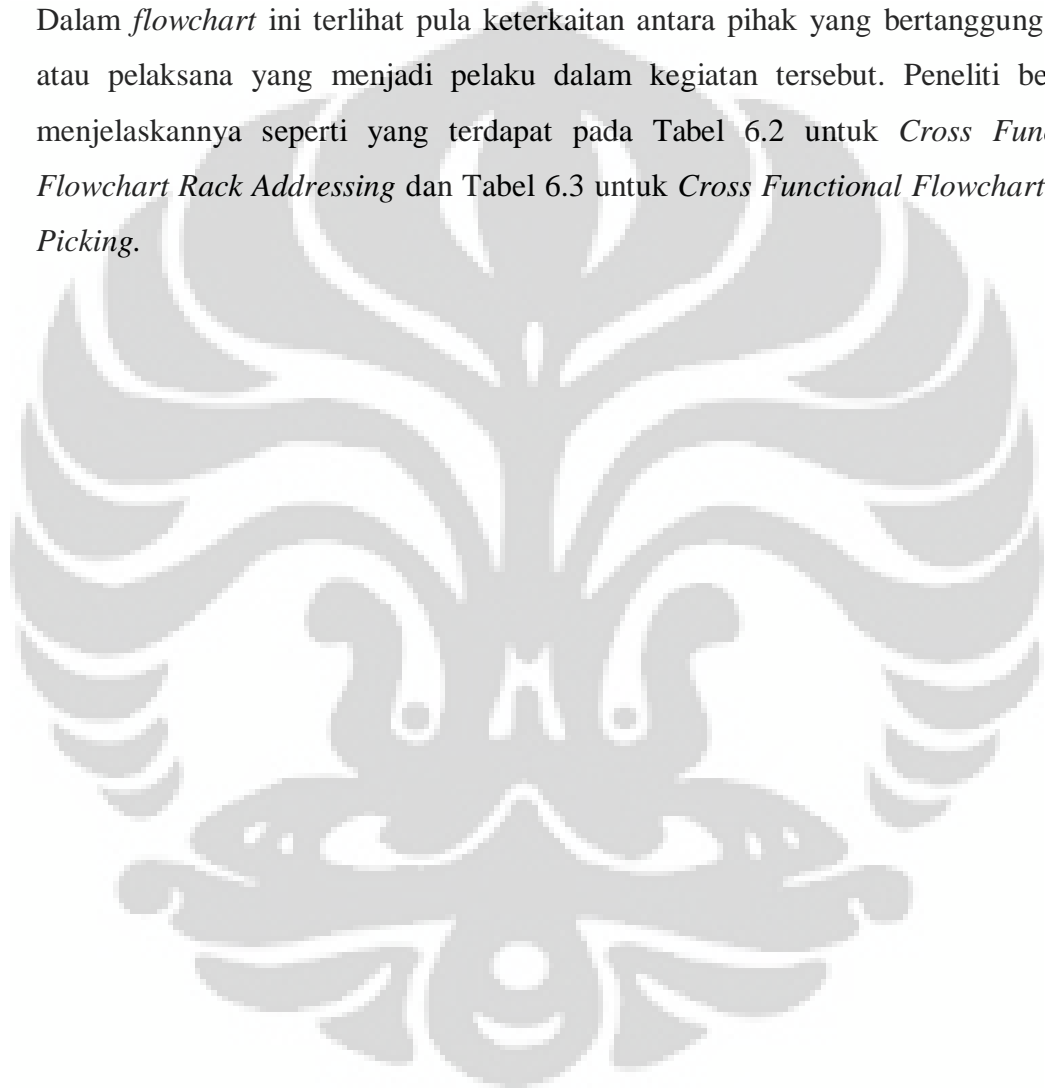 Dalam flowchart ini terlihat pula keterkaitan antara pihak yang bertanggung
atau pelaksana yang menjadi pelaku dalam kegiatan tersebut. Peneliti be
menjelaskannya seperti yang terdapat pada Tabel 6.2 untuk Cross Func
Flowchart Rack Addressing dan Tabel 6.3 untuk Cross Functional Flowchart
Picking.